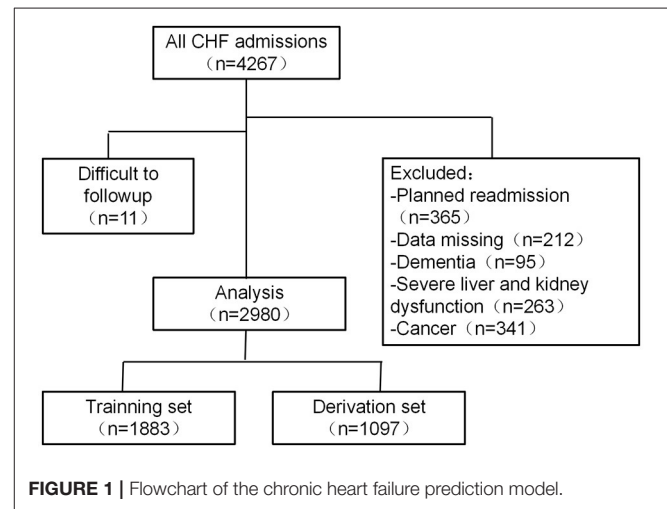 All CHF admissions
（n=4267）
Difficult to
followup
（n=11）
Excluded：
-Planned readmission
（n=365）
-Data missing（n=212）
-Dementia（n=95）
-Severe liver and kidney
dysfunction（n=263）
-Cancer（n=341）
Analysis
（n=2980）
Trainning set
（n=1883）
Derivation set
（n=1097）
FIGURE 1 | Flowchart of the chronic heart failure prediction model.